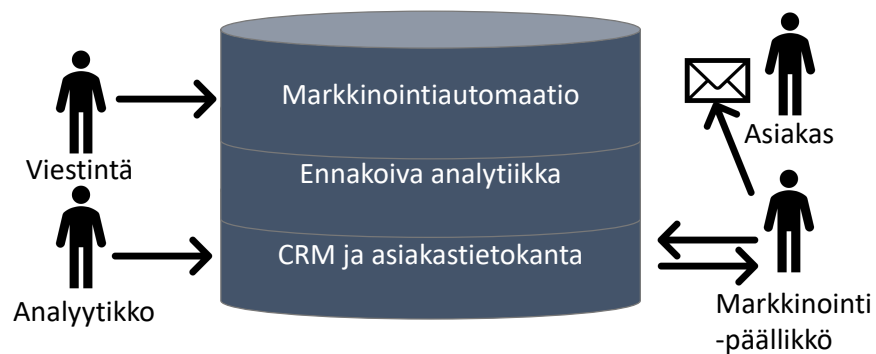 Markkinointiautomaatio
Ennakoiva analytiikka
CRM ja asiakastietokanta
Viestintä
Analyytikko
Asiakas
Markkinointi
-päällikkö